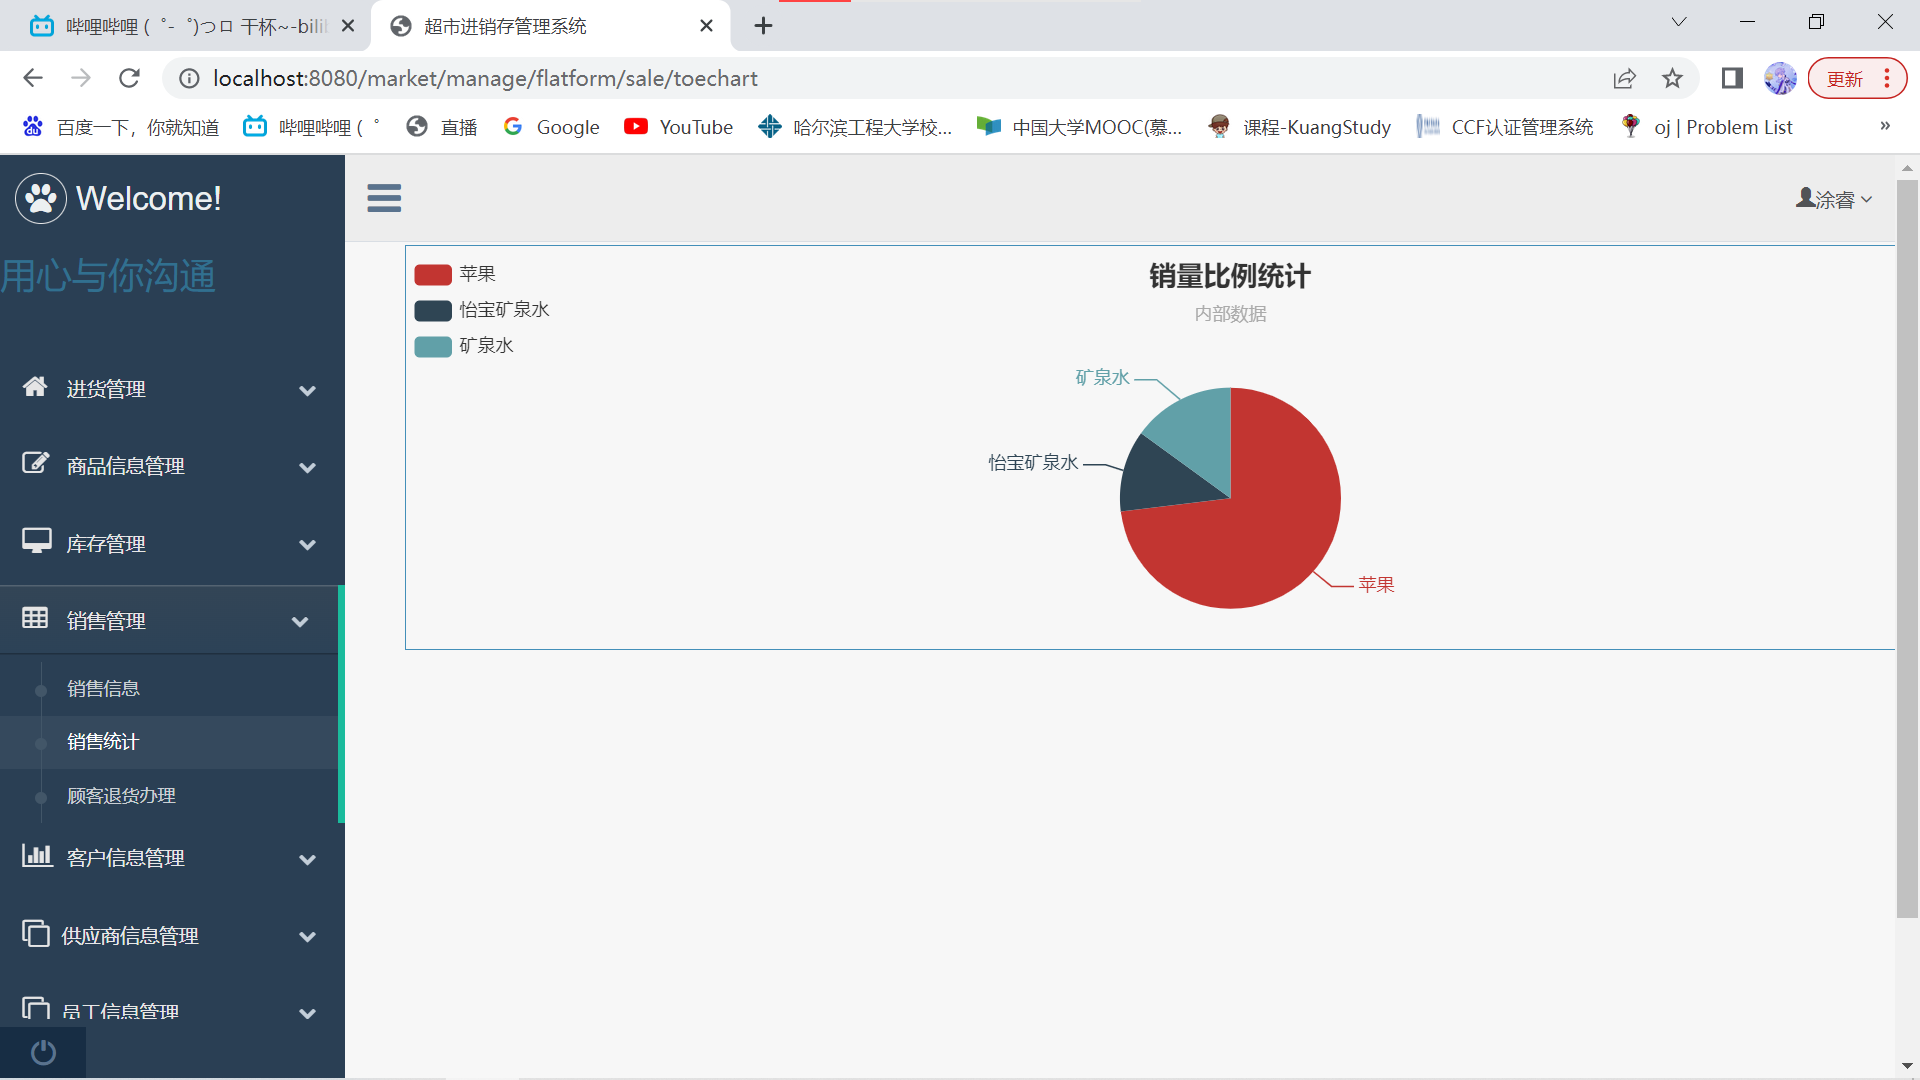 哔哩哔哩 (゜-゜)つロ 干杯~-bili
超市进销存管理系统
localhost:8080/market/manage/flatform/sale/toechart
更新
百度一下，你就知道
哔哩哔哩 (゜
直播
Google
YouTube
哈尔滨工程大学校...
中国大学MOOC(慕...
课程-KuangStudy
CCF认证管理系统
oj | Problem List
»
Welcome!
涂睿
用心与你沟通
进货管理
商品信息管理
库存管理
销售管理
销售信息
销售统计
顾客退货办理
客户信息管理
供应商信息管理
员工信息管理
苹果
怡宝矿泉水
矿泉水
销量比例统计
内部数据
矿泉水
怡宝矿泉水
苹果